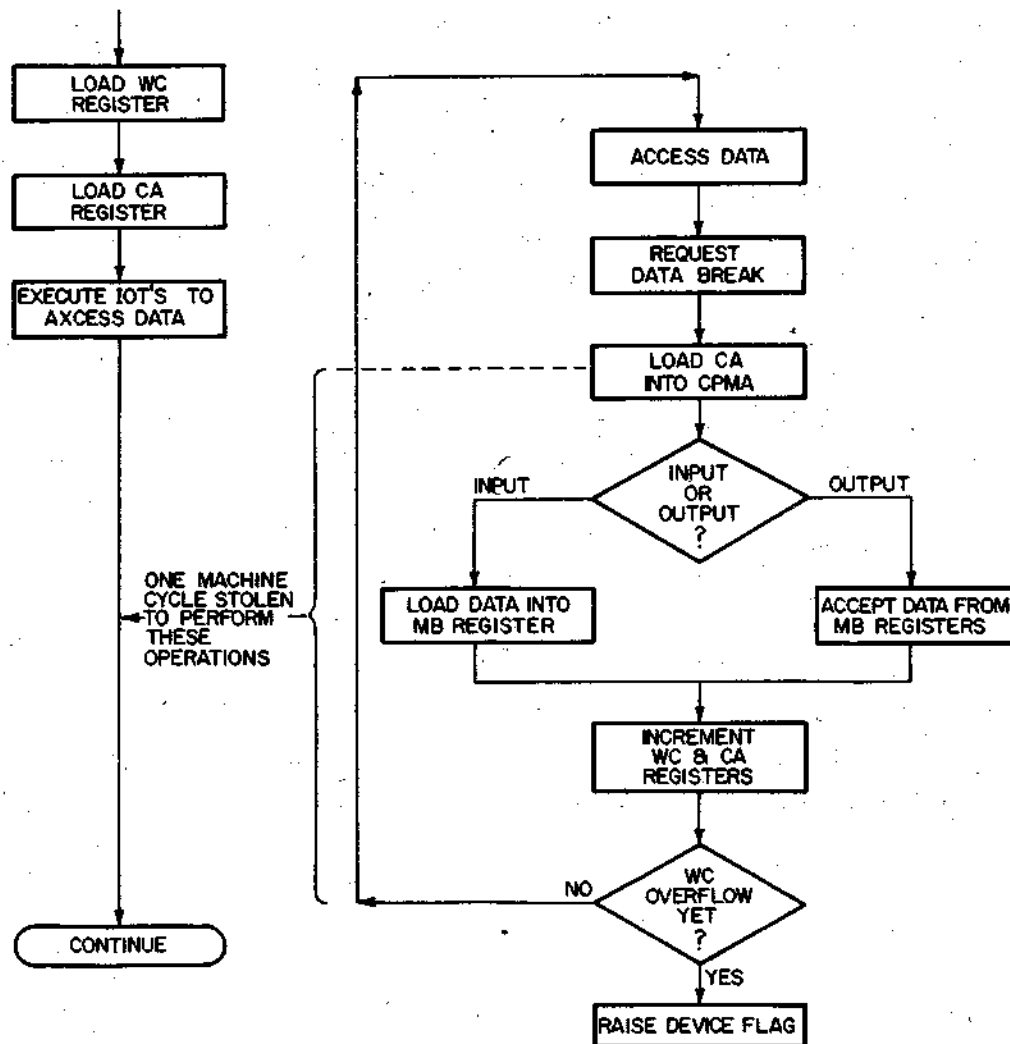 LOAD WC
REGISTER
LOAD CA
REGISTER
EXECUTE IOT'S TO
AXCESS DATA
ONE MACHINE
CYCLE STOLEN
TO PERFORM
THESE
OPERATIONS
CONTINUE
ACCESS DATA
REQUEST
DATA BREAK
LOAD CA
INTO CPMA
INPUT
OR
OUTPUT
?
INPUT
OUTPUT
LOAD DATA INTO
MB REGISTER
ACCEPT DATA FROM
MB REGISTERS
INCREMENT
WC & CA
REGISTERS
WC
OVERFLOW
YET
?
NO
YES
RAISE DEVICE FLAG